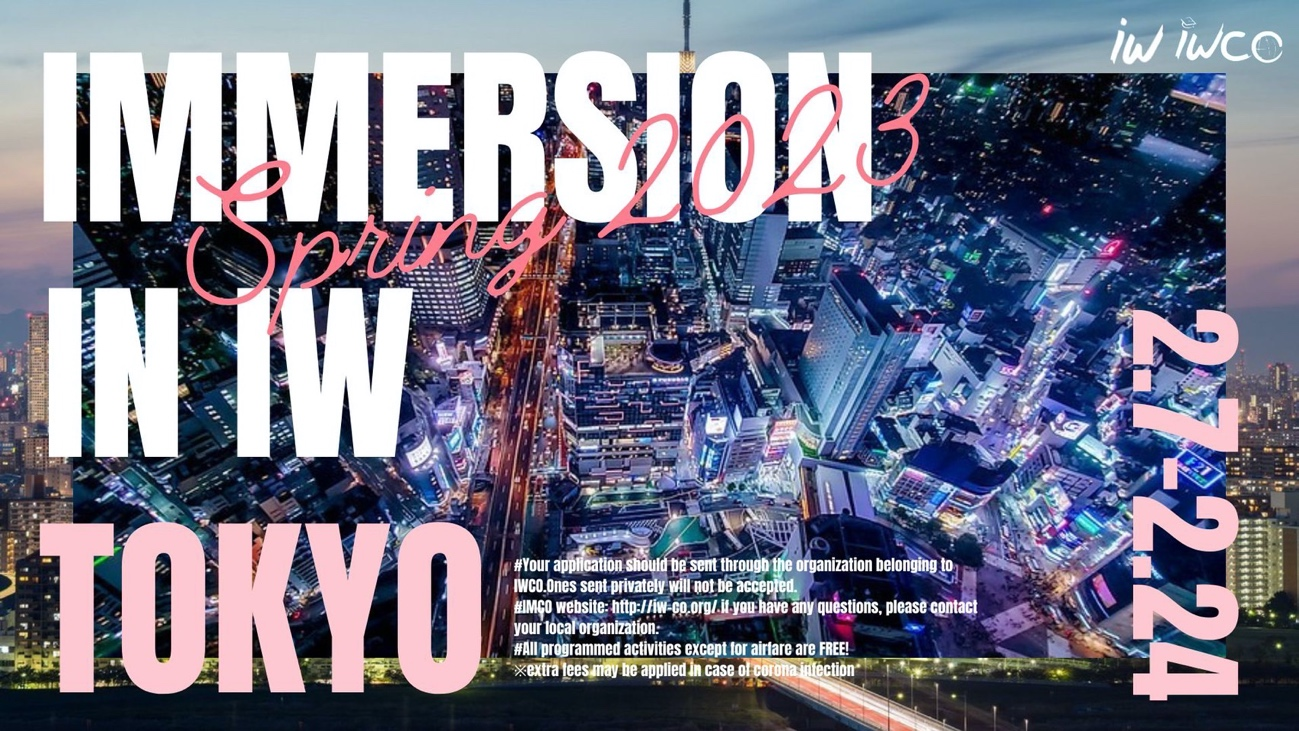 iw iwco
IMMERSION
Spring 2023
IN IW
TOKYO
2.7-2.24
#Your application should be sent through the organization belonging to
IWCO.Ones sent privately will not be accepted.
#IMCO website: http://iw-co.org/ if you have any questions, please contact
your local organization.
#All programmed activities except for airfare are FREE!
※extra fees may be applied in case of corona infection